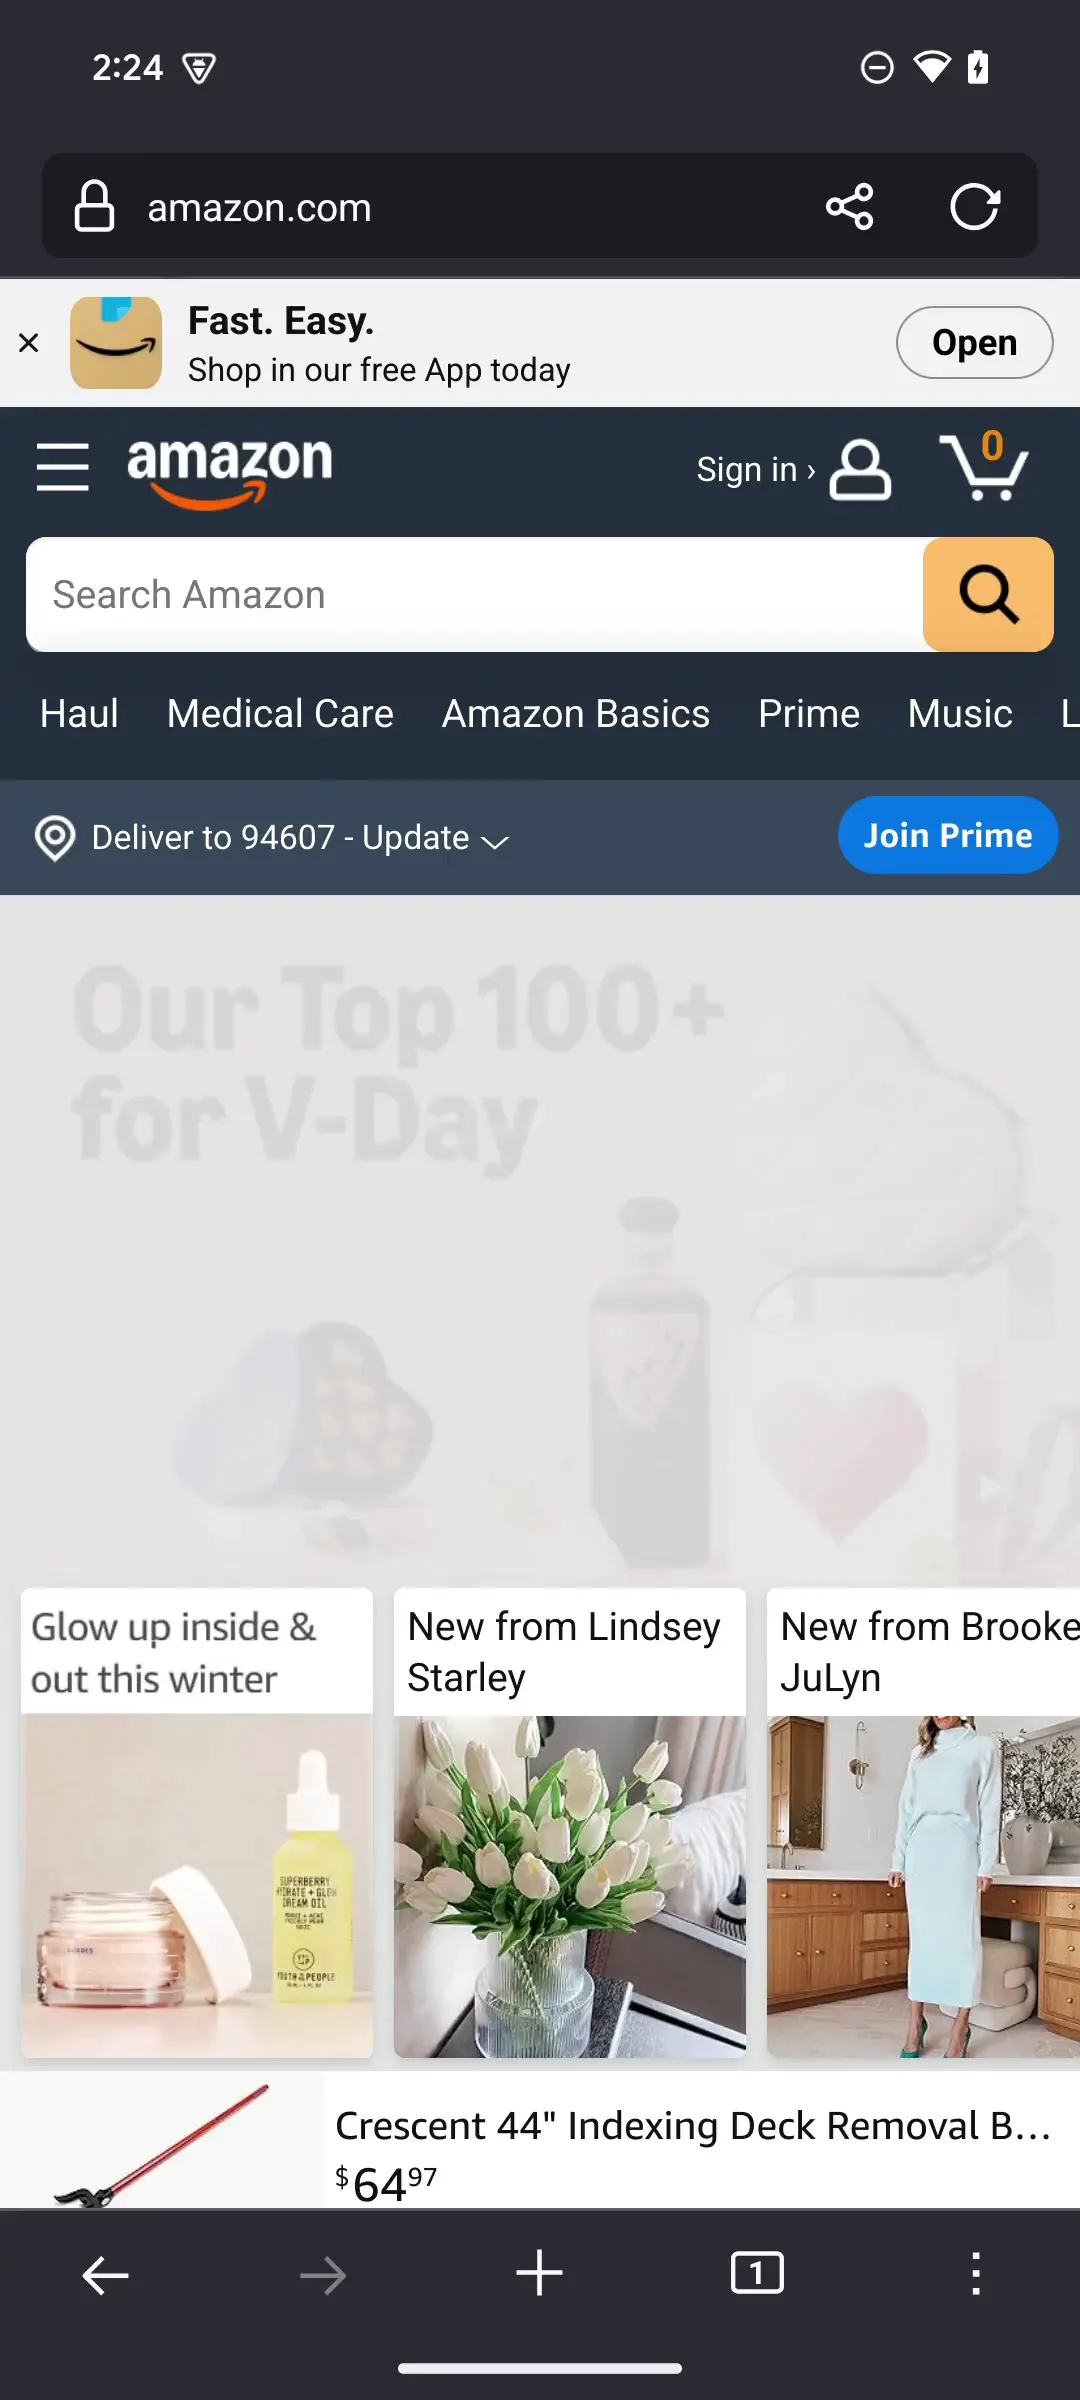 2:24
amazon.com
Fast. Easy.
Shop in our free App today
Open
amazon
Sign in ›
0
Search Amazon
Haul Medical Care Amazon Basics Prime Music L
Deliver to 94607 - Update
Join Prime
Our Top 100+
for V-Day
Glow up inside &
out this winter
New from Lindsey
Starley
New from Brooke
JuLyn
SUPERBERRY
HYDRATE + GLOW
DREAM OIL
YOUTH TO THE PEOPLE
Crescent 44" Indexing Deck Removal B...
$64 97
1